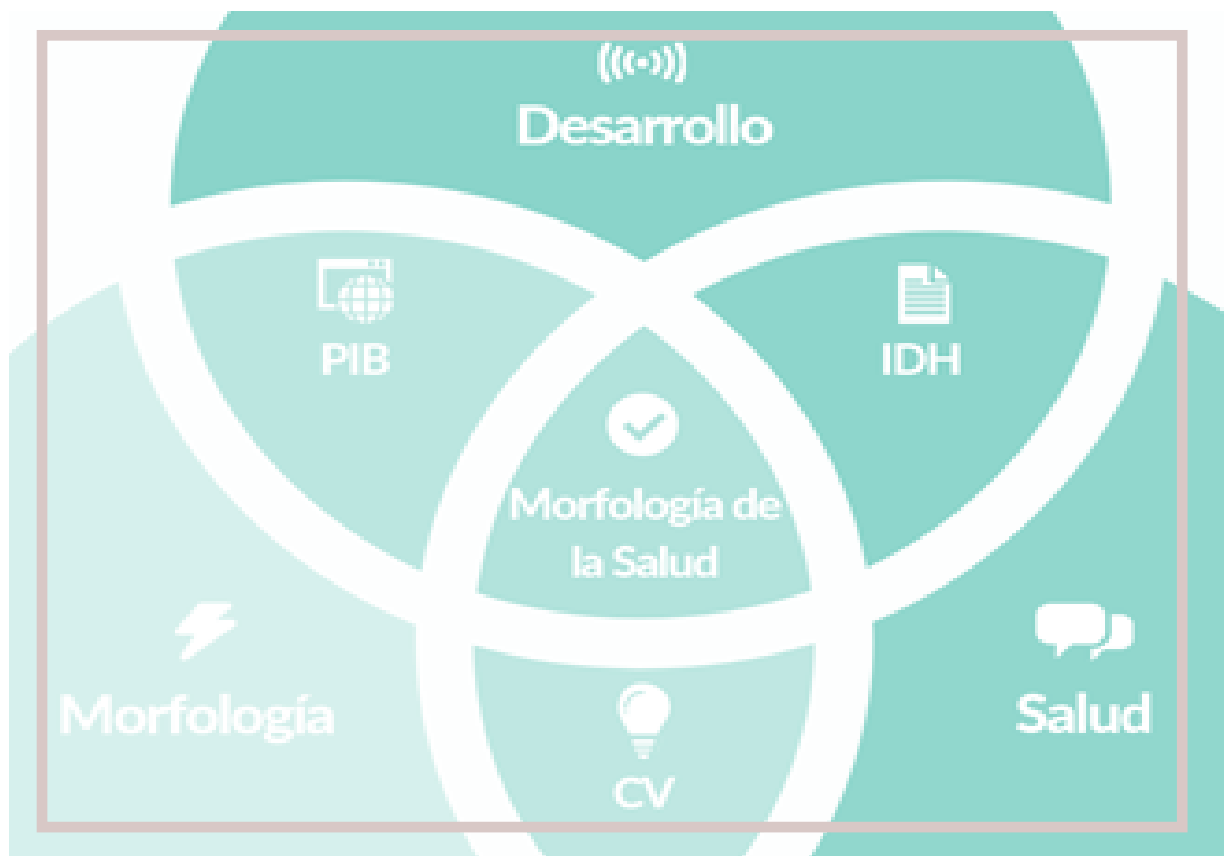 Desarrollo
PIB
IDH
Morfología de
la Salud
Morfología
Salud
CV